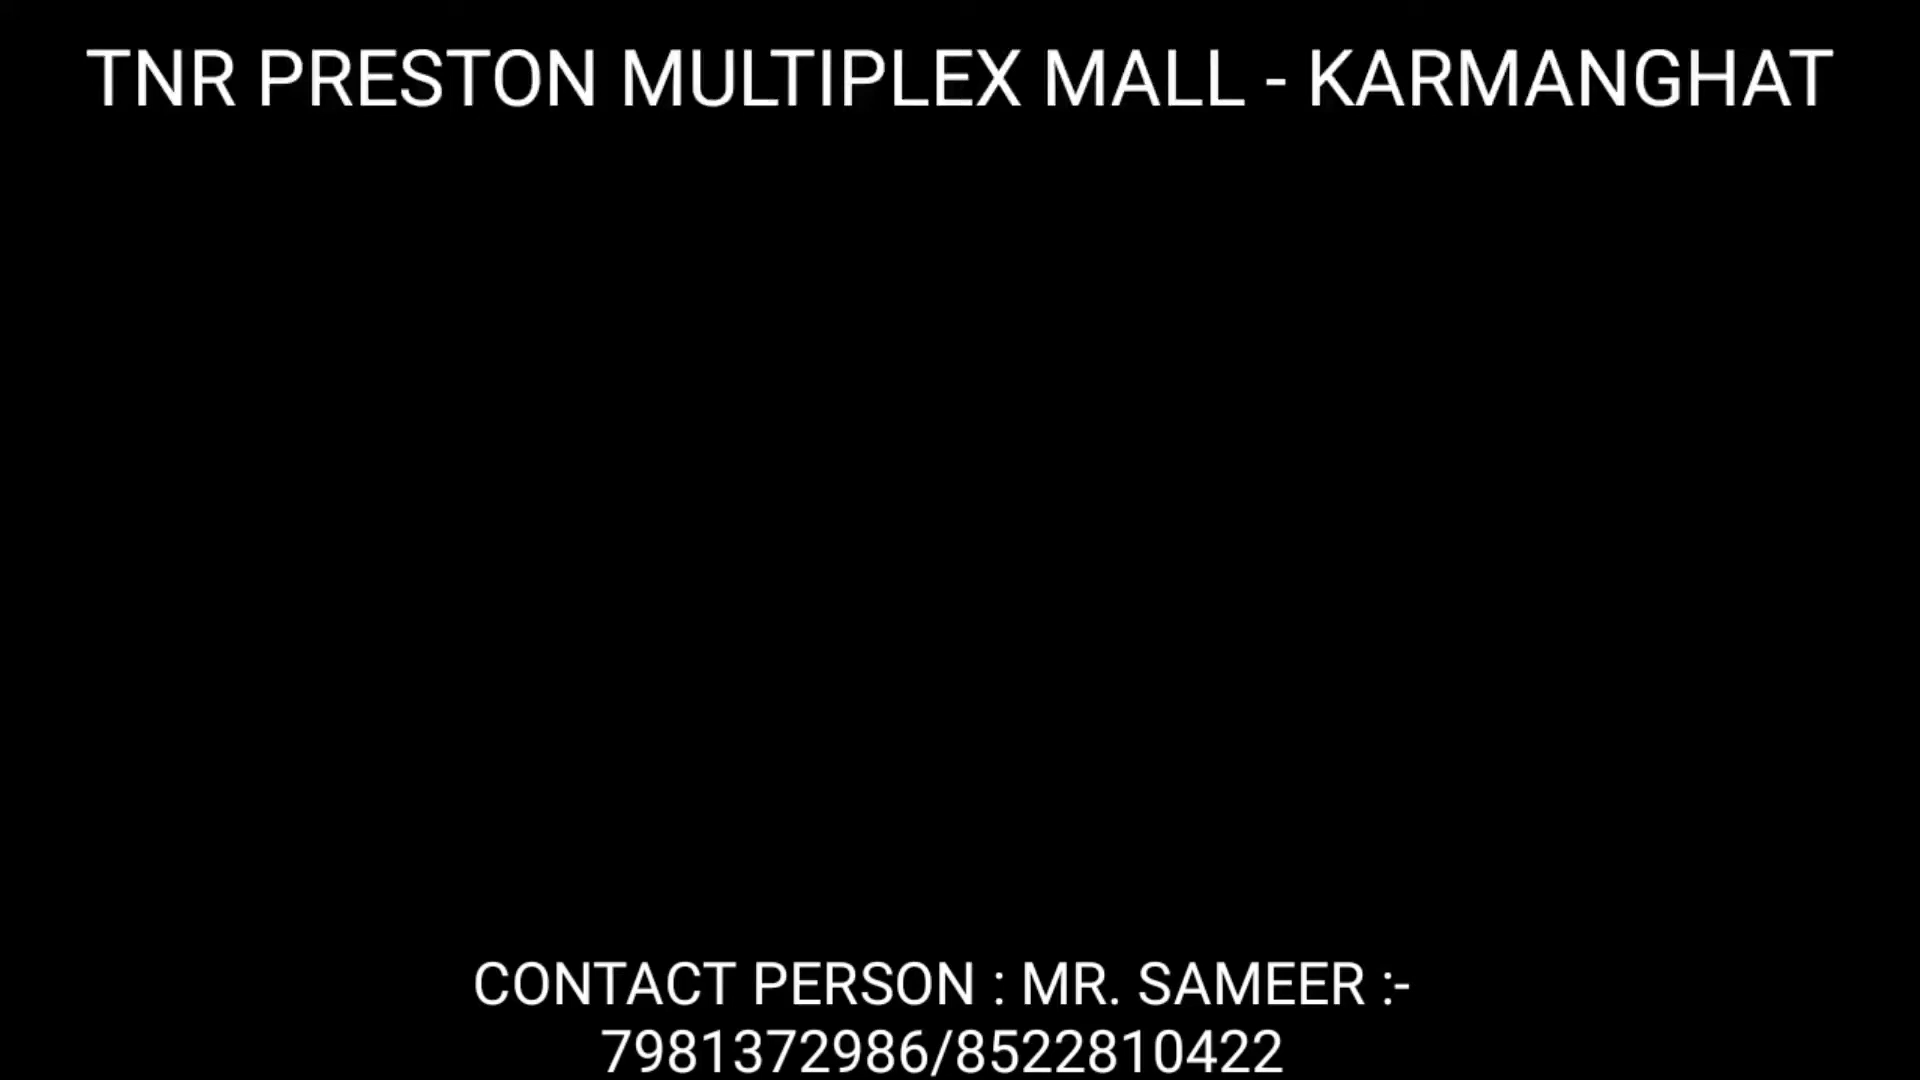 TNR PRESTON MULTIPLEX MALL - KARMANGHAT
CONTACT PERSON : MR. SAMEER :-
7981372986/8522810422